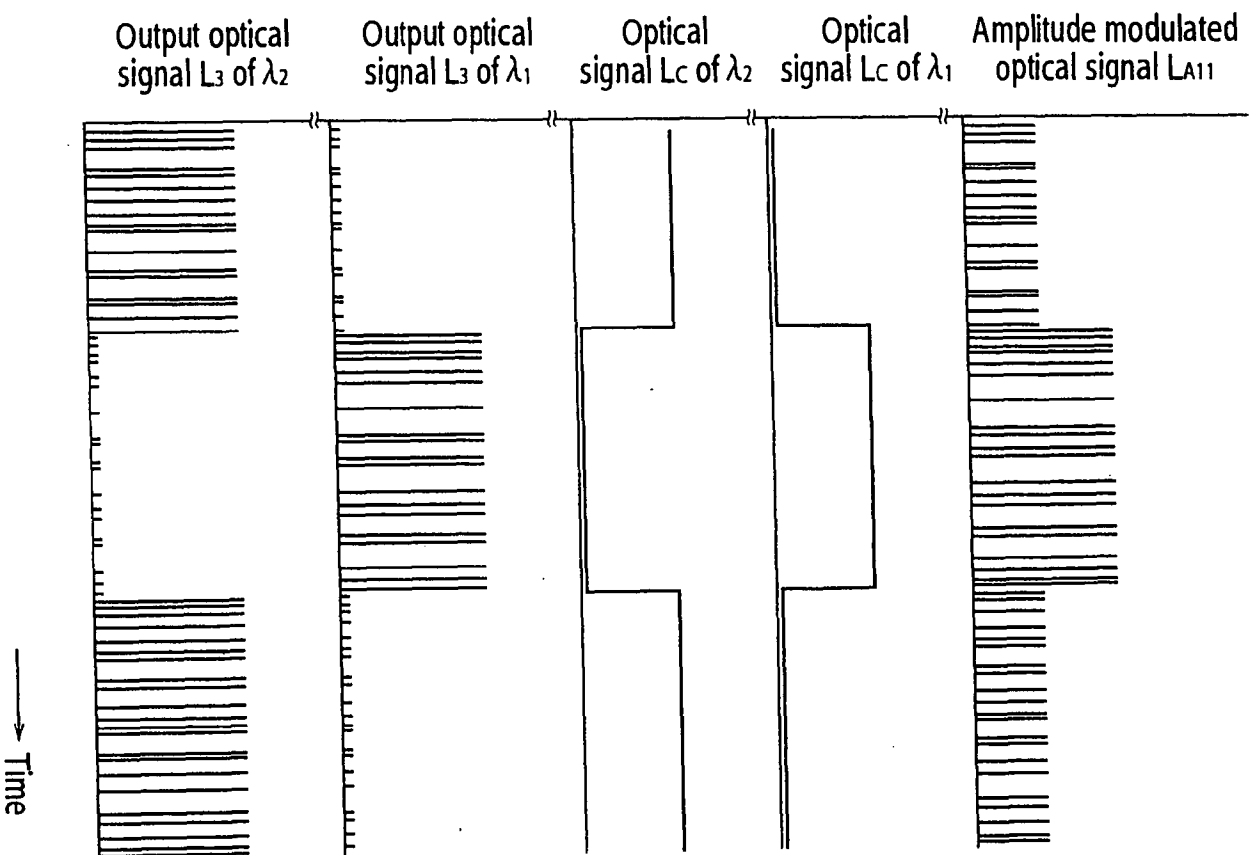 Output optical
signal L3 of λ2
Output optical
signal L3 of λ1
Optical
signal LC of λ2
Optical
signal LC of λ1
Amplitude modulated
optical signal LA11
Time